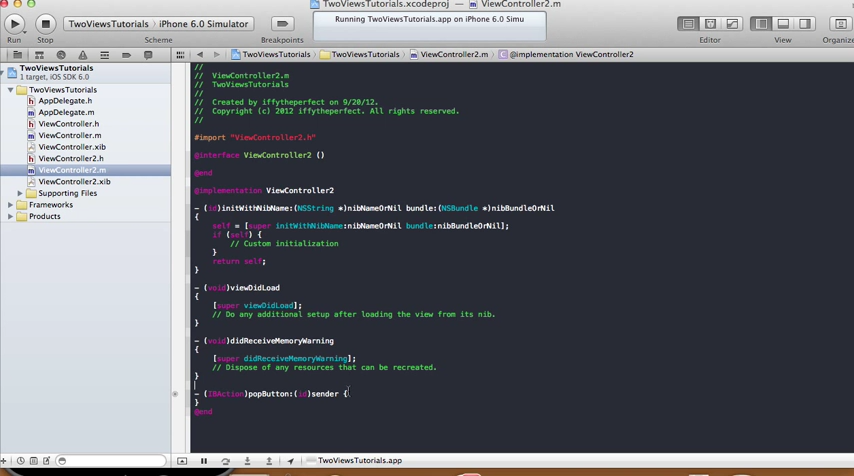 TwoViewsTutorials.xcodeproj — ViewController2.m
TwoViewsTutorials iPhone 6.0 Simulator
Running TwoViewsTutorials.app on iPhone 6.0 Simu
Run Stop Scheme Breakpoints Editor View Organiz
TwoViewsTutorials TwoViewsTutorials ViewController2.m @implementation ViewController2
TwoViewsTutorials
1 target, iOS SDK 6.0
TwoViewsTutorials
AppDelegate.h
AppDelegate.m
ViewController.h
ViewController.m
ViewController.xib
ViewController2.h
ViewController2.m
ViewController2.xib
Supporting Files
Frameworks
Products
//
// ViewController2.m
// TwoViewsTutorials
//
// Created by iffytheperfect on 9/20/12.
// Copyright (c) 2012 iffytheperfect. All rights reserved.
//
#import "ViewController2.h"
@interface ViewController2 ()
@end
@implementation ViewController2
- (id)initWithNibName:(NSString *)nibNameOrNil bundle:(NSBundle *)nibBundleOrNil
{
self = [super initWithNibName:nibNameOrNil bundle:nibBundleOrNil];
if (self) {
// Custom initialization
}
return self;
}
- (void)viewDidLoad
{
[super viewDidLoad];
// Do any additional setup after loading the view from its nib.
}
- (void)didReceiveMemoryWarning
{
[super didReceiveMemoryWarning];
// Dispose of any resources that can be recreated.
}
- (IBAction)popButton:(id)sender {
}
@end
TwoViewsTutorials.app